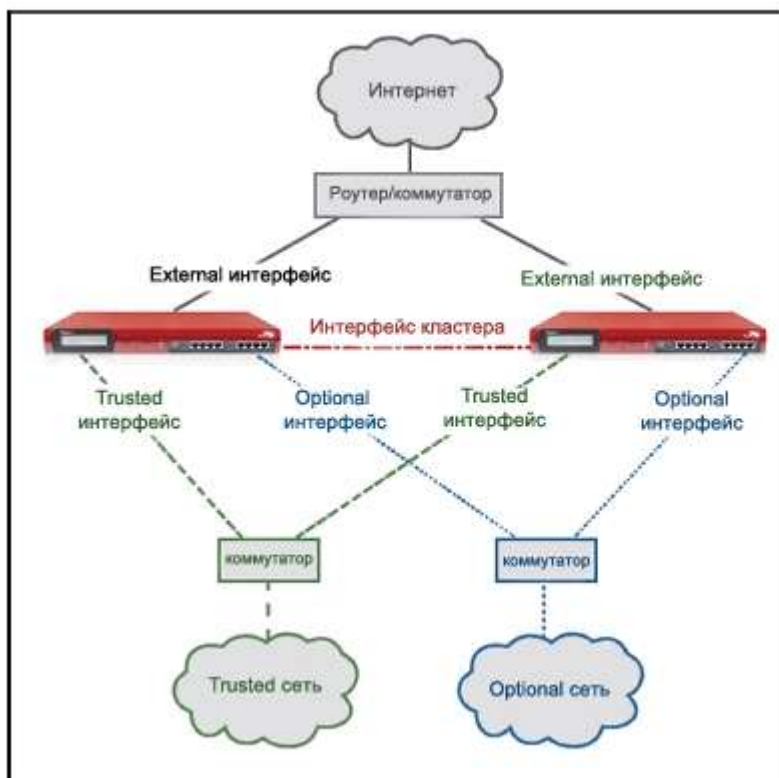 Интернет
Роутер/коммутатор
External интерфейс
External интерфейс
Интерфейс кластера
Trusted
интерфейс
Optional
интерфейс
Trusted
интерфейс
Optional
интерфейс
коммутатор
коммутатор
Trusted сеть
Optional сеть